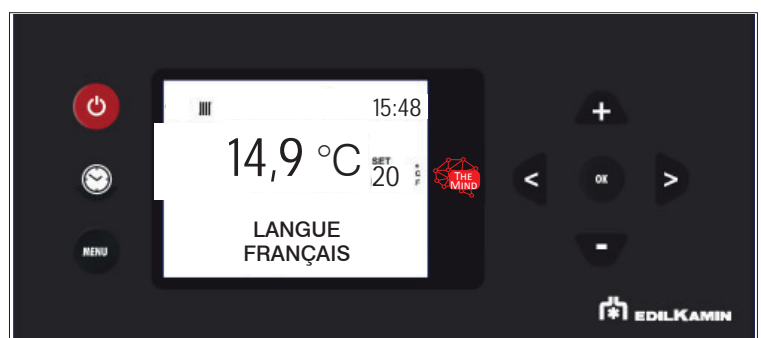 15:48
14,9 °C
SET
20
°C
F
THE
MIND
LANGUE
FRANÇAIS
MENU
+
<
OK
>
-
EDILKAMIN